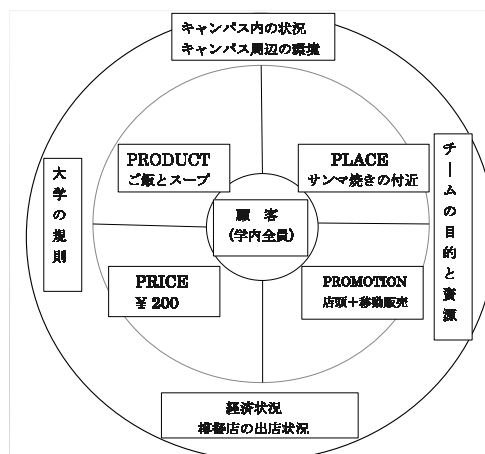 キャンパス内の状況
キャンパス周辺の環境
PRODUCT
ご飯とスープ
PLACE
サンマ焼きの付近
大学の規則
顧 客
(学内全員)
チームの目的と資源
PRICE
¥ 200
PROMOTION
店頭+移動販売
経済状況
の出店状況